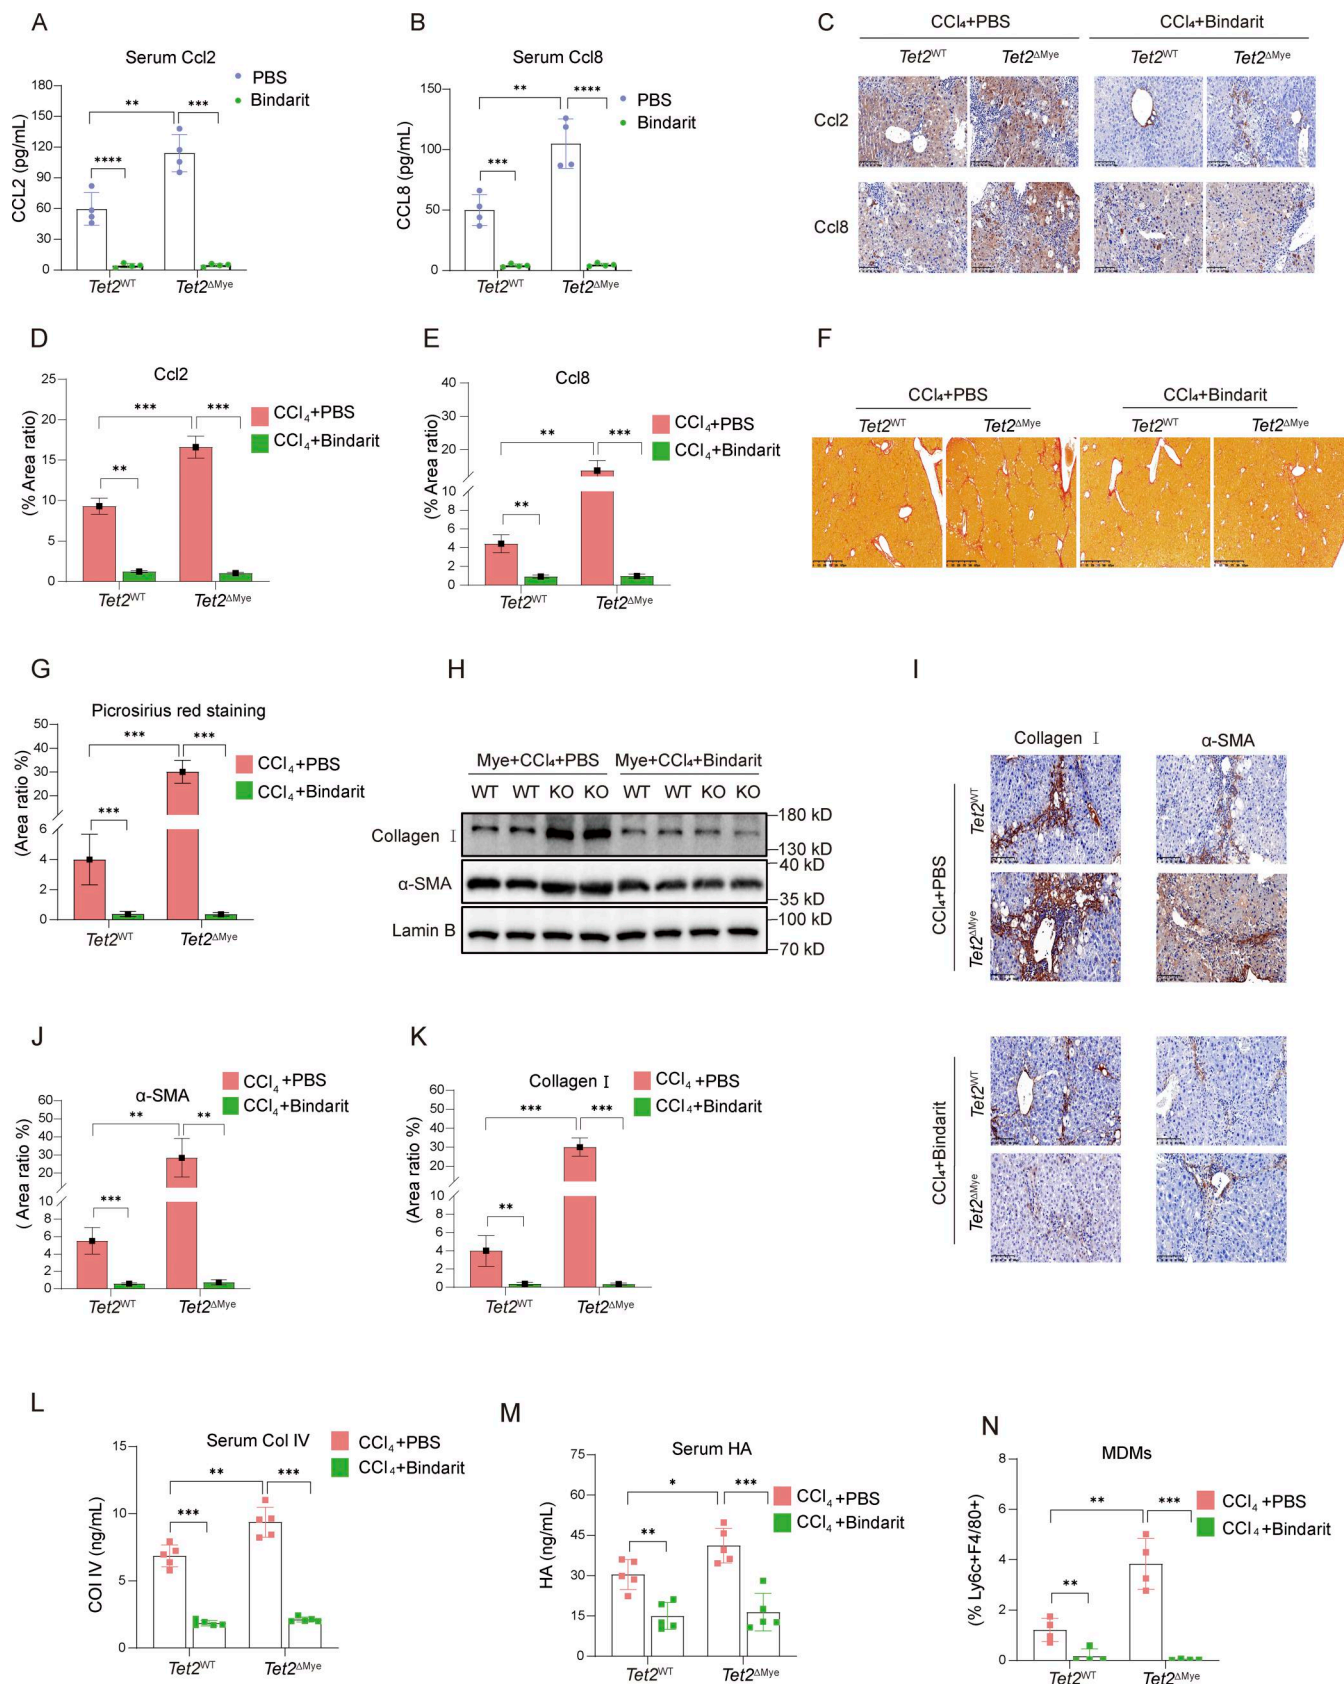 A
Serum Ccl2
PBS
Bindarit
CCL2 (pg/mL)
180
150
120
90
60
30
0
**
***
****
Tet2WT
Tet2ΔMye
B
Serum Ccl8
PBS
Bindarit
CCL8 (pg/mL)
150
100
50
0
**
****
***
Tet2WT
Tet2ΔMye
C
CCl₄+PBS
CCl₄+Bindarit
Tet2WT
Tet2ΔMye
Tet2WT
Tet2ΔMye
Ccl2
Ccl8
D
Ccl2
CCl₄+PBS
CCl₄+Bindarit
(% Area ratio)
25
20
15
10
5
0
***
***
**
Tet2WT
Tet2ΔMye
E
Ccl8
CCl₄+PBS
CCl₄+Bindarit
(% Area ratio)
40
30
20
10
10
8
6
4
2
0
**
***
**
Tet2WT
Tet2ΔMye
F
CCl₄+PBS
CCl₄+Bindarit
Tet2WT
Tet2ΔMye
Tet2WT
Tet2ΔMye
G
Picrosirius red staining
CCl₄+PBS
CCl₄+Bindarit
(Area ratio %)
50
40
30
20
6
4
2
0
***
***
***
Tet2WT
Tet2ΔMye
H
Mye+CCl₄+PBS
Mye+CCl₄+Bindarit
WT WT KO KO WT WT KO KO
Collagen Ⅰ
180 kD
130 kD
α-SMA
40 kD
35 kD
Lamin B
100 kD
70 kD
I
Collagen Ⅰ
α-SMA
CCl₄+PBS
Tet2WT
Tet2ΔMye
CCl₄+Bindarit
Tet2WT
Tet2ΔMye
J
α-SMA
CCl₄+PBS
CCl₄+Bindarit
( Area ratio %)
60
50
40
30
20
10
10
8
6
4
2
0
**
**
***
Tet2WT
Tet2ΔMye
K
Collagen Ⅰ
CCl₄+PBS
CCl₄+Bindarit
(Area ratio %)
60
50
40
30
20
10
8
6
4
2
0
***
***
**
Tet2WT
Tet2ΔMye
L
Serum Col IV
CCl₄+PBS
CCl₄+Bindarit
COl IV (ng/mL)
15
10
5
0
**
***
***
Tet2WT
Tet2ΔMye
M
Serum HA
CCl₄+PBS
CCl₄+Bindarit
HA (ng/mL)
75
60
45
30
15
0
*
***
**
Tet2WT
Tet2ΔMye
N
MDMs
CCl₄+PBS
CCl₄+Bindarit
(% Ly6c+F4/80+)
8
6
4
2
0
**
***
**
Tet2WT
Tet2ΔMye